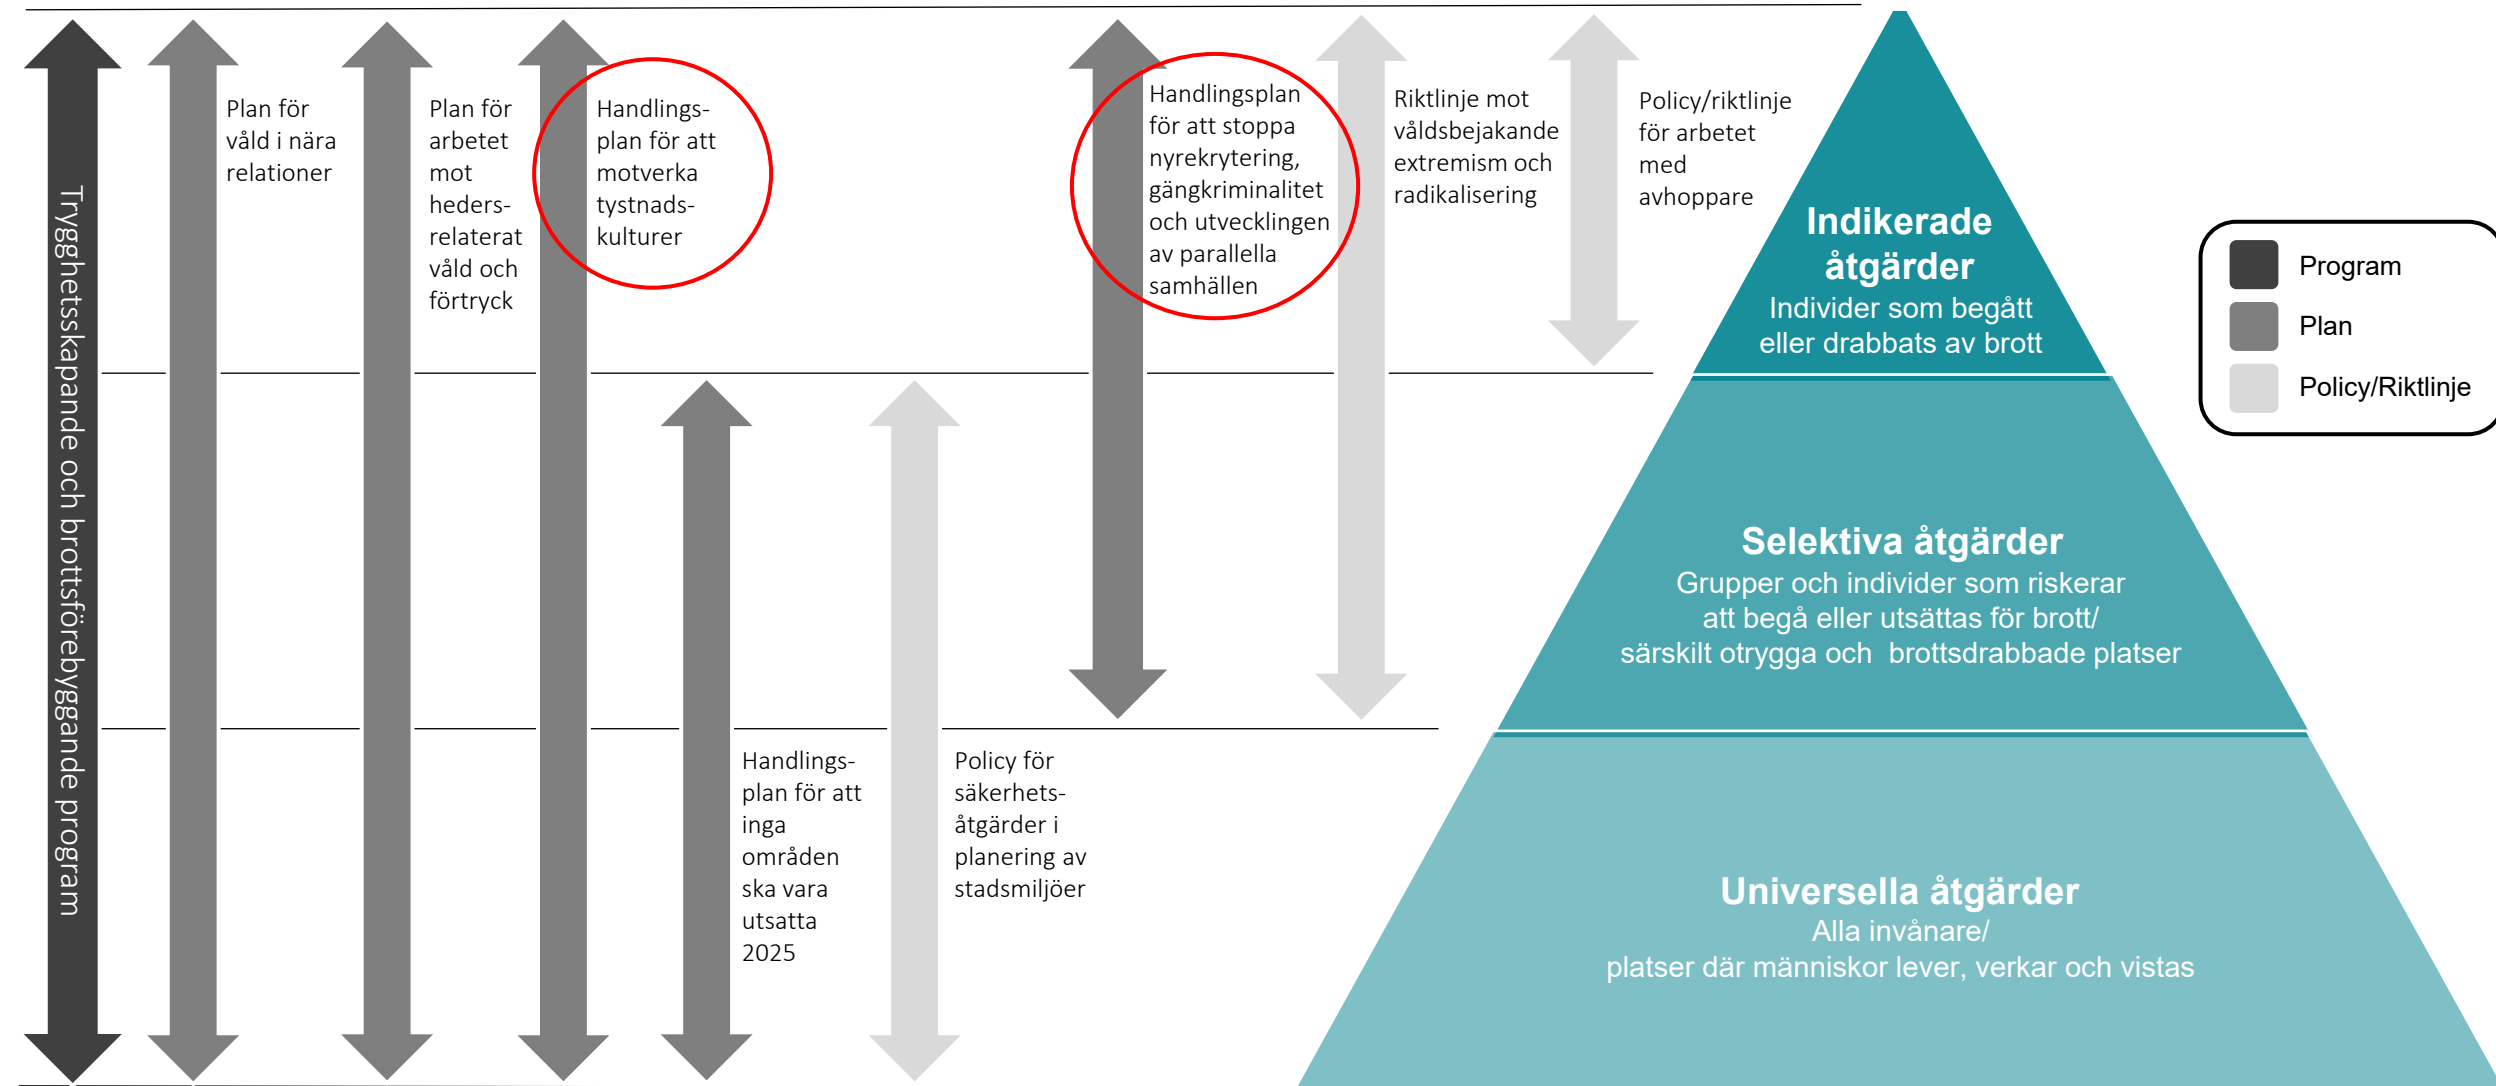 Trygghetsskapande och brottsförebyggande program
Plan för
våld i nära
relationer
Plan för
arbetet
mot
heders-
relaterat
våld och
förtryck
Handlings-
plan för att
motverka
tystnads-
kulturer
Handlings-
plan för att
inga
områden
ska vara
utsatta
2025
Policy för
säkerhets-
åtgärder i
planering av
stadsmiljöer
Handlingsplan
för att stoppa
nyrekrytering,
gängkriminalitet
och utvecklingen
av parallella
samhällen
Riktlinje mot
våldsbejakande
extremism och
radikalisering
Policy/riktlinje
för arbetet
med
avhoppare
Indikerade
åtgärder
Individer som begått
eller drabbats av brott
Selektiva åtgärder
Grupper och individer som riskerar
att begå eller utsättas för brott/
särskilt otrygga och  brottsdrabbade platser
Universella åtgärder
Alla invånare/
platser där människor lever, verkar och vistas
Program
Plan
Policy/Riktlinje